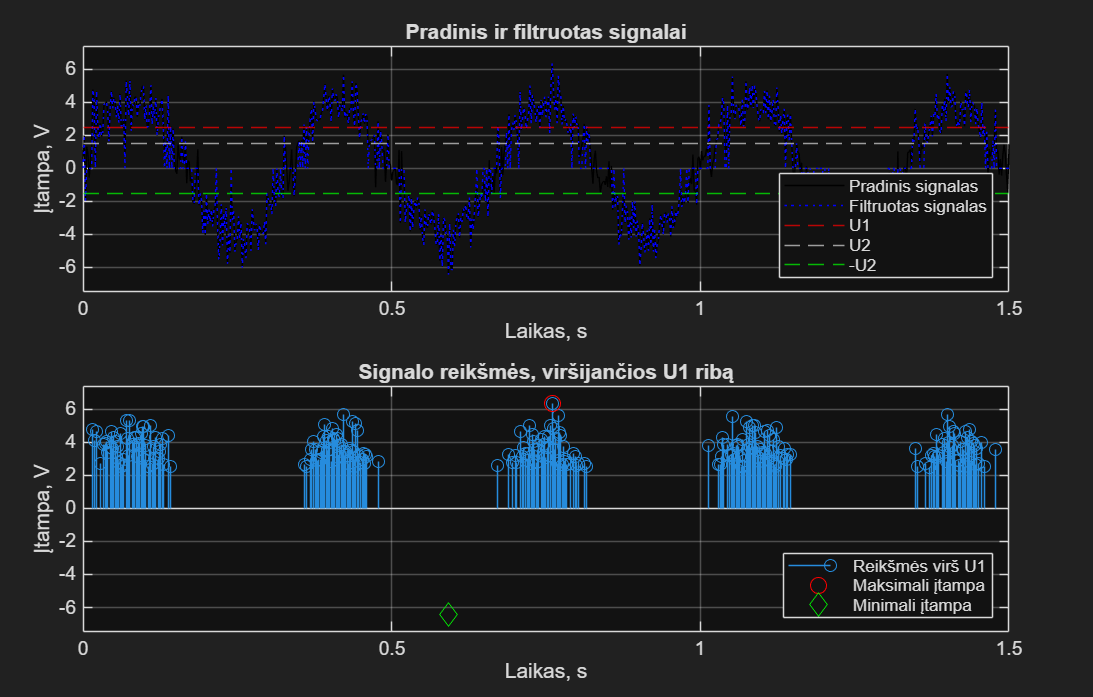 Pradinis ir filtruotas signalai
6
4
2
0
-2
-4
-6
Įtampa, V
0 0.5 1 1.5
Laikas, s
Pradinis signalas
Filtruotas signalas
U1
U2
-U2
Signalo reikšmės, viršijančios U1 ribą
6
4
2
0
-2
-4
-6
Įtampa, V
0 0.5 1 1.5
Laikas, s
Reikšmės virš U1
Maksimali įtampa
Minimali įtampa